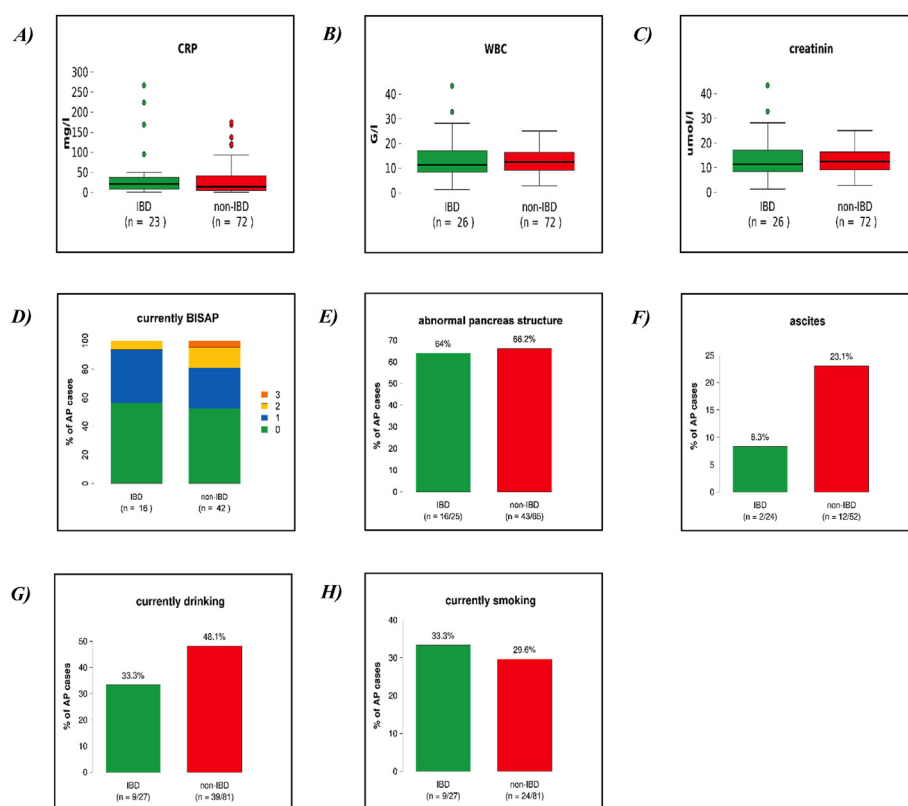 A)
CRP
mg/l
300
250
200
150
100
50
0
IBD
non-IBD
(n = 23)
(n = 72)
B)
WBC
G/l
40
30
20
10
0
IBD
non-IBD
(n = 26)
(n = 72)
C)
creatinin
umol/l
40
30
20
10
0
IBD
non-IBD
(n = 26)
(n = 72)
D)
currently BISAP
% of AP cases
100
80
60
40
20
0
3
2
1
0
IBD
non-IBD
(n = 16 )
(n = 42 )
E)
abnormal pancreas structure
% of AP cases
70
60
50
40
30
20
10
0
64%
66.2%
IBD
non-IBD
(n = 16/25)
(n = 43/65)
F)
ascites
% of AP cases
25
20
15
10
5
0
8.3%
23.1%
IBD
non-IBD
(n = 2/24)
(n = 12/52)
G)
currently drinking
% of AP cases
50
40
30
20
10
0
33.3%
48.1%
IBD
non-IBD
(n = 9/27)
(n = 39/81)
H)
currently smoking
% of AP cases
40
30
20
10
0
33.3%
29.6%
IBD
non-IBD
(n = 9/27)
(n = 24/81)